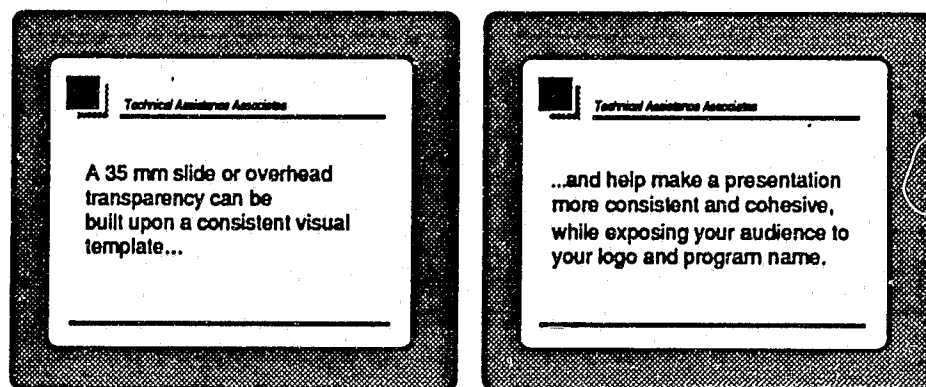 Technical Assistance Associates
A 35 mm slide or overhead
transparency can be
built upon a consistent visual
template...
Technical Assistance Associates
...and help make a presentation
more consistent and cohesive,
while exposing your audience to
your logo and program name.